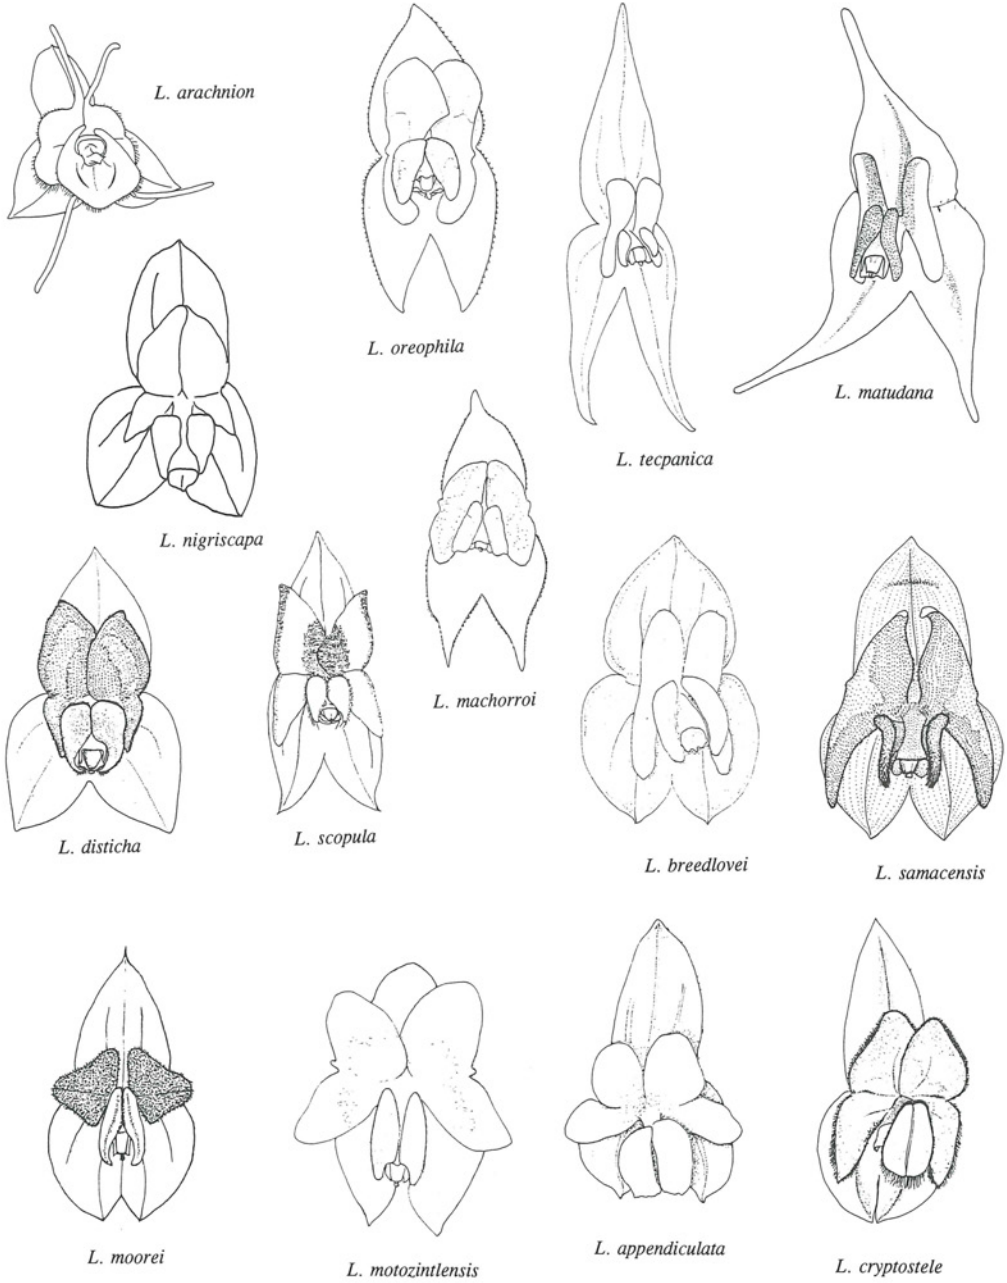 L. arachnion
L. oreophila
L. matudana
L. tecpanica
L. nigriscapa
L. machorroi
L. disticha
L. scopula
L. breedlovei
L. samacensis
L. moorei
L. motozintlensis
L. appendiculata
L. cryptostele